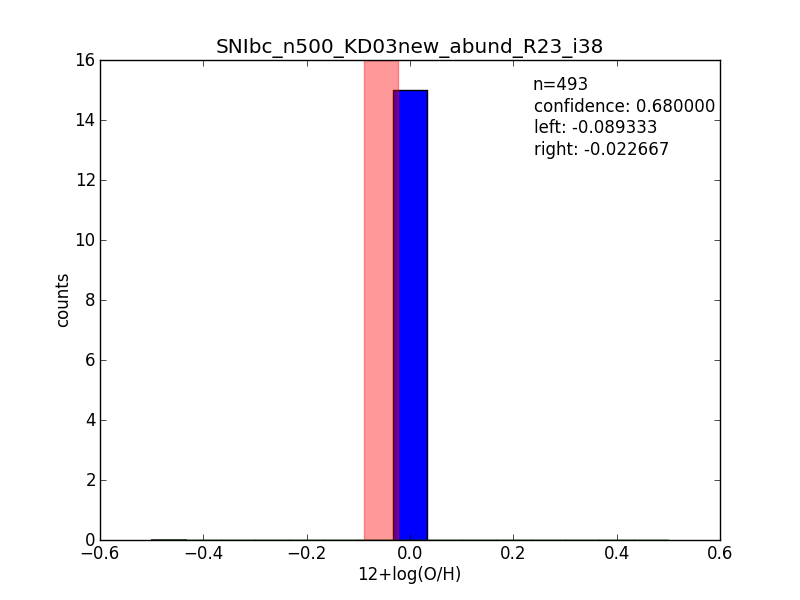 SNIbc_n500_KD03new_abund_R23_i38
n=493
confidence: 0.680000
left: -0.089333
right: -0.022667
counts
16
14
12
10
8
6
4
2
0
−0.6 −0.4 −0.2 0.0 0.2 0.4 0.6
12+log(O/H)